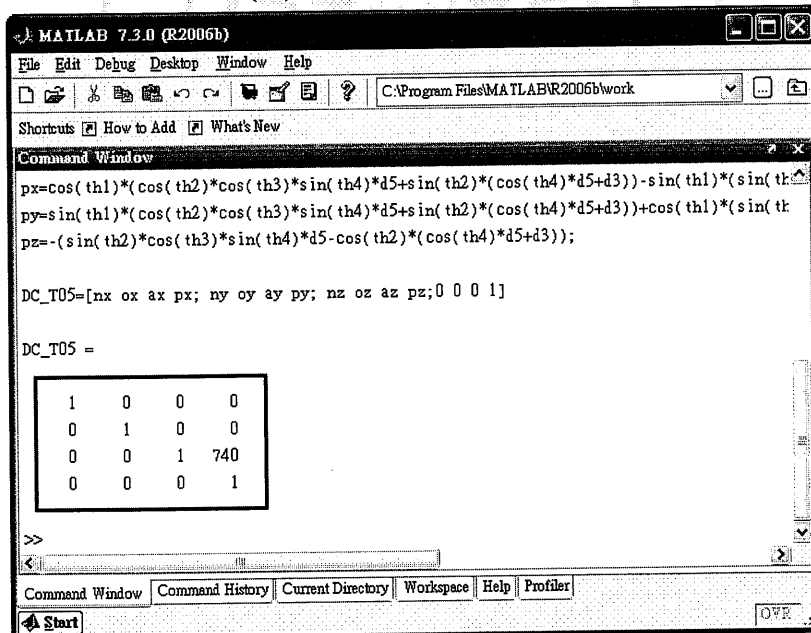 MATLAB 7.3.0 (R2006b)
File Edit Debug Desktop Window Help
C:\Program Files\MATLAB\R2006b\work
Shortcuts How to Add What's New
Command Window
px=cos(th1)*(cos(th2)*cos(th3)*sin(th4)*d5+sin(th2)*(cos(th4)*d5+d3))-sin(th1)*(sin(th
py=sin(th1)*(cos(th2)*cos(th3)*sin(th4)*d5+sin(th2)*(cos(th4)*d5+d3))+cos(th1)*(sin(th
pz=-(sin(th2)*cos(th3)*sin(th4)*d5-cos(th2)*(cos(th4)*d5+d3));
DC_T05=[nx ox ax px; ny oy ay py; nz oz az pz;0 0 0 1]
DC_T05 =
1 0 0 0
0 1 0 0
0 0 1 740
0 0 0 1
>>
Command Window Command History Current Directory Workspace Help Profiler
Start OVR